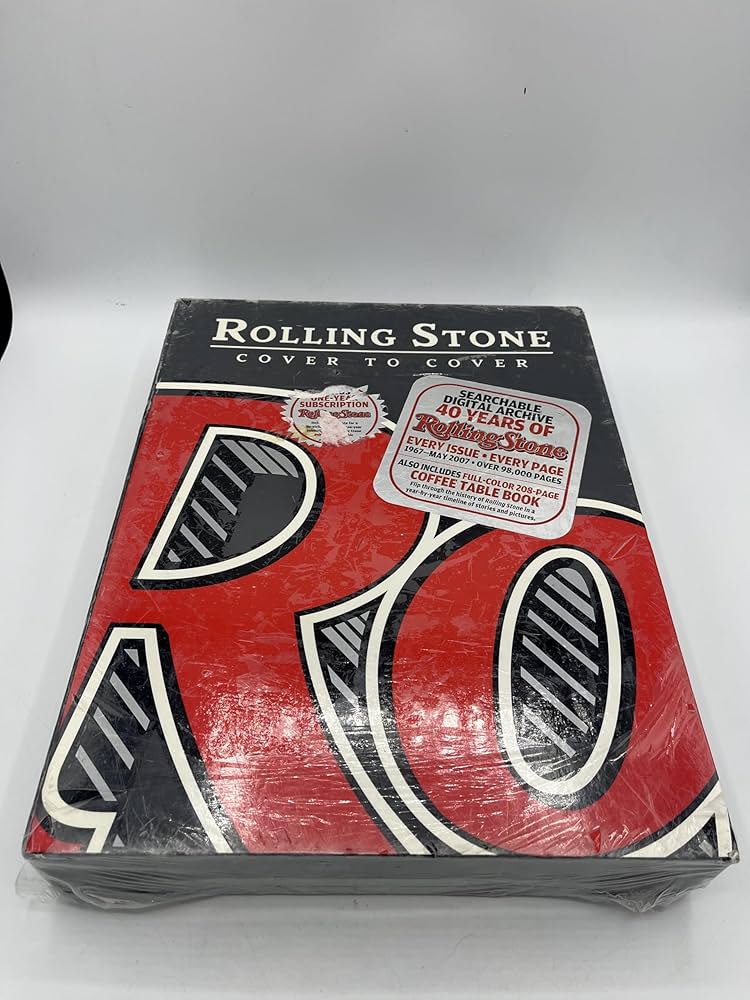 ROLLING STONE
COVER TO COVER
ONE-YEAR
SUBSCRIPTION
RollingStone
SEARCHABLE
DIGITAL ARCHIVE
40 YEARS OF
RollingStone
EVERY ISSUE • EVERY PAGE
1967–MAY 2007 • OVER 98,000 PAGES
ALSO INCLUDES FULL-COLOR 208-PAGE
COFFEE TABLE BOOK
Flip through the history of Rolling Stone in a
year-by-year timeline of stories and pictures.
Ro